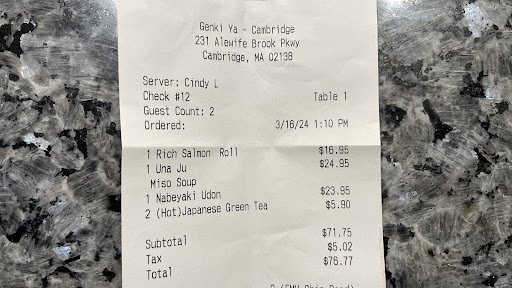 Genki Ya - Cambridge
231 Alewife Brook Pkwy
Cambridge, MA 02138
Server: Cindy L
Check #12 Table 1
Guest Count: 2
Ordered: 3/16/24 1:10 PM
1 Rich Salmon Roll $16.95
1 Una Ju $24.95
Miso Soup
1 Nabeyaki Udon $23.95
2 (Hot)Japanese Green Tea $5.90
Subtotal $71.75
Tax $5.02
Total $76.77